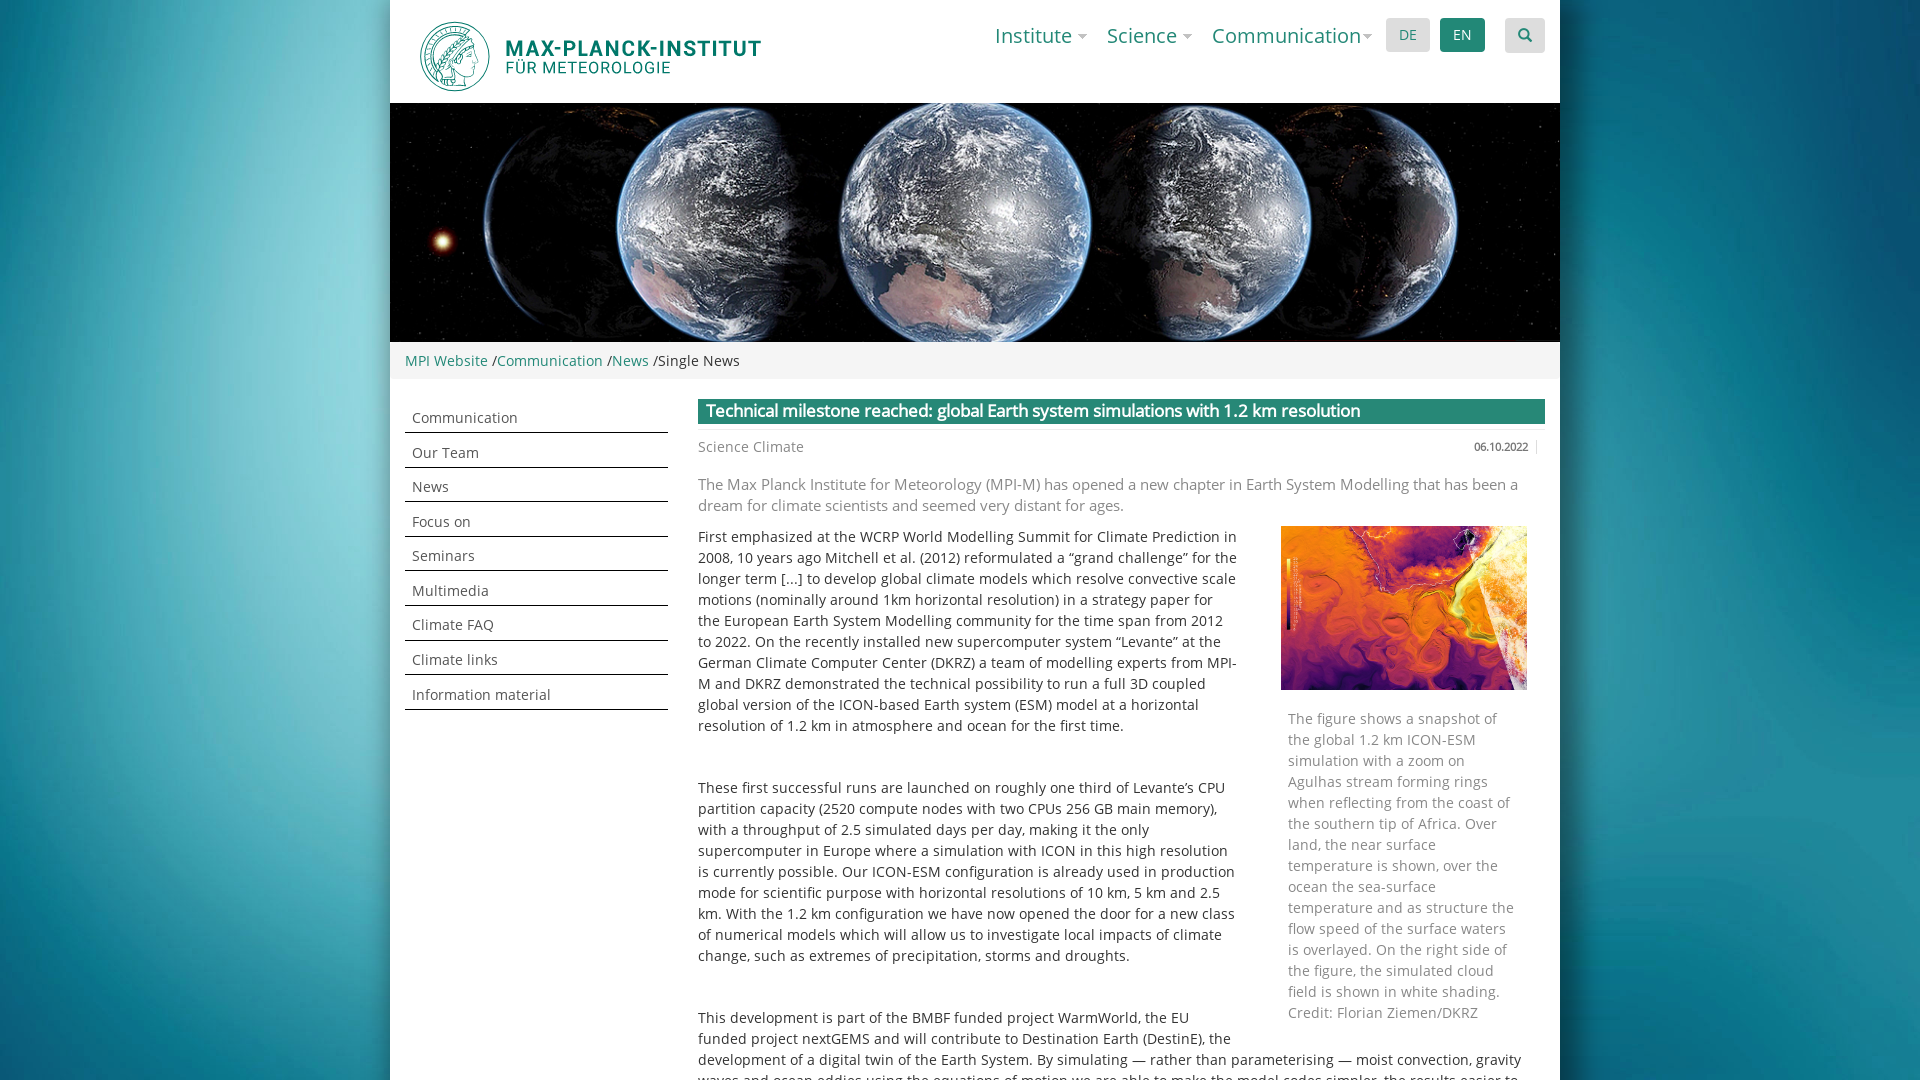 MAX-PLANCK-INSTITUT
FÜR METEOROLOGIE
Institute
Science
Communication
DE
EN
MPI Website /Communication /News /Single News
Communication
Our Team
News
Focus on
Seminars
Multimedia
Climate FAQ
Climate links
Information material
Technical milestone reached: global Earth system simulations with 1.2 km resolution
Science Climate
06.10.2022
The Max Planck Institute for Meteorology (MPI-M) has opened a new chapter in Earth System Modelling that has been a
dream for climate scientists and seemed very distant for ages.
First emphasized at the WCRP World Modelling Summit for Climate Prediction in
2008, 10 years ago Mitchell et al. (2012) reformulated a “grand challenge” for the
longer term [...] to develop global climate models which resolve convective scale
motions (nominally around 1km horizontal resolution) in a strategy paper for
the European Earth System Modelling community for the time span from 2012
to 2022. On the recently installed new supercomputer system “Levante” at the
German Climate Computer Center (DKRZ) a team of modelling experts from MPI-
M and DKRZ demonstrated the technical possibility to run a full 3D coupled
global version of the ICON-based Earth system (ESM) model at a horizontal
resolution of 1.2 km in atmosphere and ocean for the first time.
These first successful runs are launched on roughly one third of Levante’s CPU
partition capacity (2520 compute nodes with two CPUs 256 GB main memory),
with a throughput of 2.5 simulated days per day, making it the only
supercomputer in Europe where a simulation with ICON in this high resolution
is currently possible. Our ICON-ESM configuration is already used in production
mode for scientific purpose with horizontal resolutions of 10 km, 5 km and 2.5
km. With the 1.2 km configuration we have now opened the door for a new class
of numerical models which will allow us to investigate local impacts of climate
change, such as extremes of precipitation, storms and droughts.
The figure shows a snapshot of
the global 1.2 km ICON-ESM
simulation with a zoom on
Agulhas stream forming rings
when reflecting from the coast of
the southern tip of Africa. Over
land, the near surface
temperature is shown, over the
ocean the sea-surface
temperature and as structure the
flow speed of the surface waters
is overlayed. On the right side of
the figure, the simulated cloud
field is shown in white shading.
Credit: Florian Ziemen/DKRZ
This development is part of the BMBF funded project WarmWorld, the EU
funded project nextGEMS and will contribute to Destination Earth (DestinE), the
development of a digital twin of the Earth System. By simulating — rather than parameterising — moist convection, gravity
waves and ocean eddies using the equations of motion we are able to make the model codes simpler, the results easier to